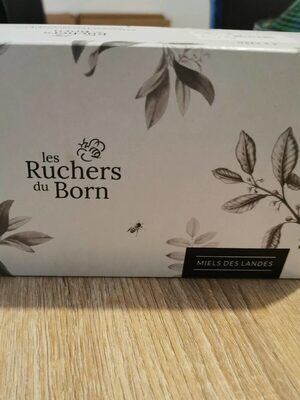 les
Ruchers
du Born
MIELS DES LANDES